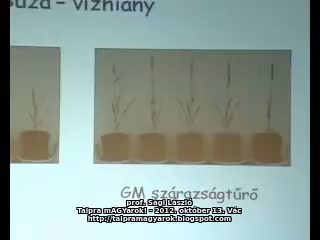 Búza – vízhiány
GM szárazságtűrő
prof. Sági László
Talpra mAGYarok! - 2012. október 13. Vác
http://talpramagyarok.blogspot.com